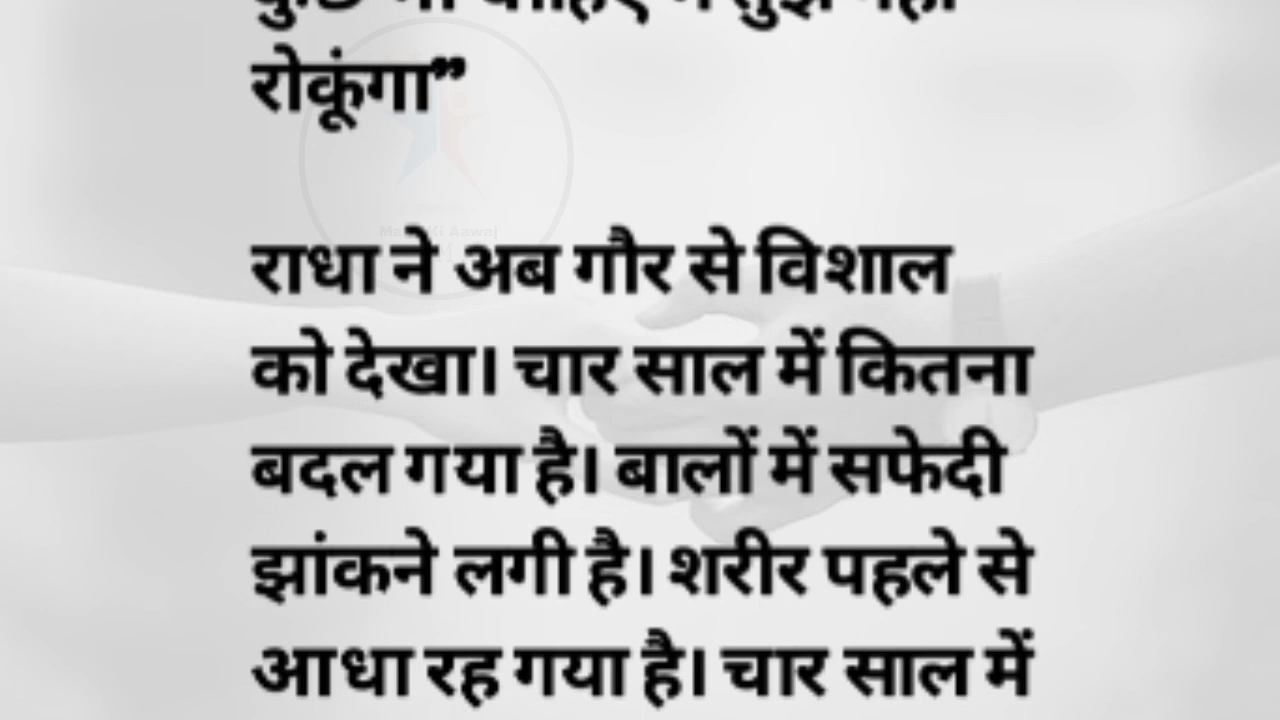 रोकूंगा”
राधा ने अब गौर से विशाल
को देखा। चार साल में कितना
बदल गया है। बालों में सफेदी
झांकने लगी है। शरीर पहले से
आधा रह गया है। चार साल में